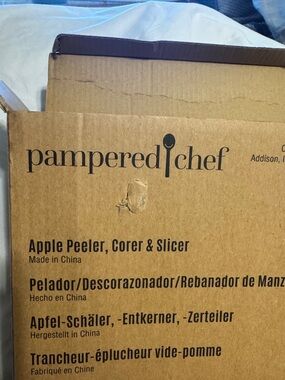 pampered chef
Addison,
Apple Peeler, Corer & Slicer
Made in China
Pelador/Descorazonador/Rebanador de Manz
Hecho en China
Apfel-Schäler, -Entkerner, -Zerteiler
Hergestellt in China
Trancheur-éplucheur vide-pomme
Fabriqué en Chine